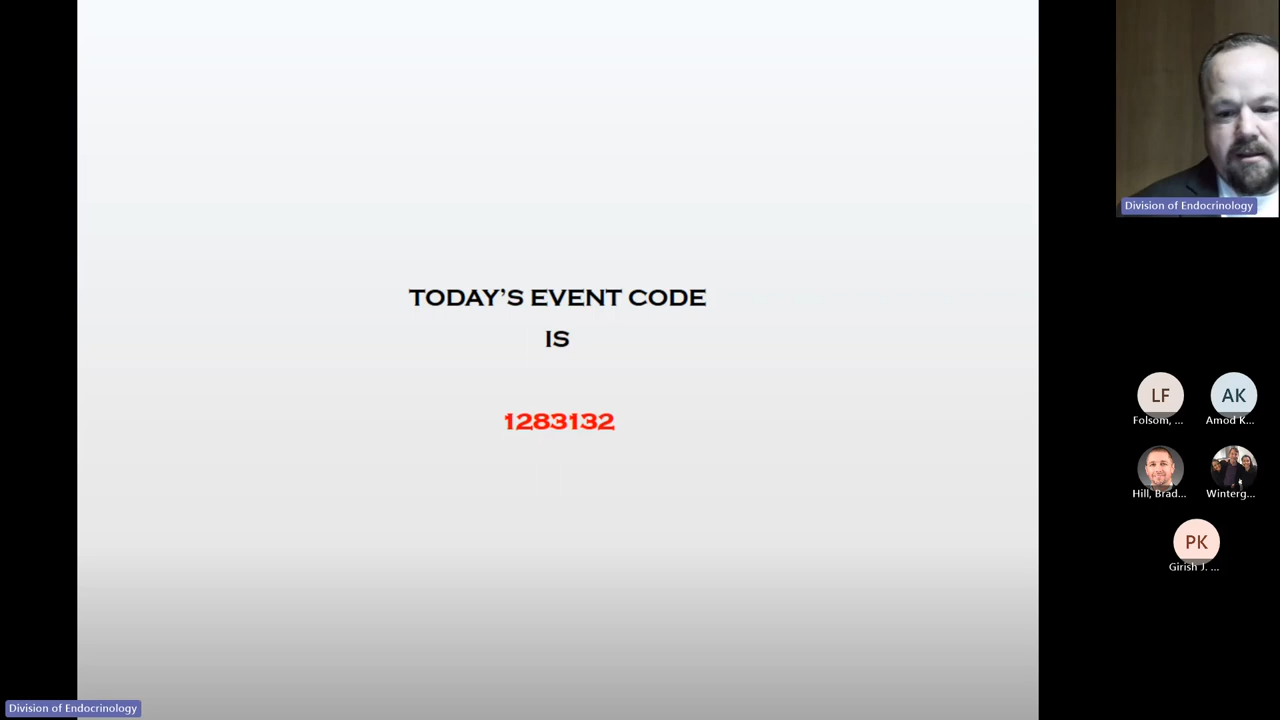 TODAY'S EVENT CODE
IS
1283132
Division of Endocrinology
LF
AK
Folsom, ...
Amod K...
Hill, Brad...
Winterg...
PK
Girish J. ...
Division of Endocrinology